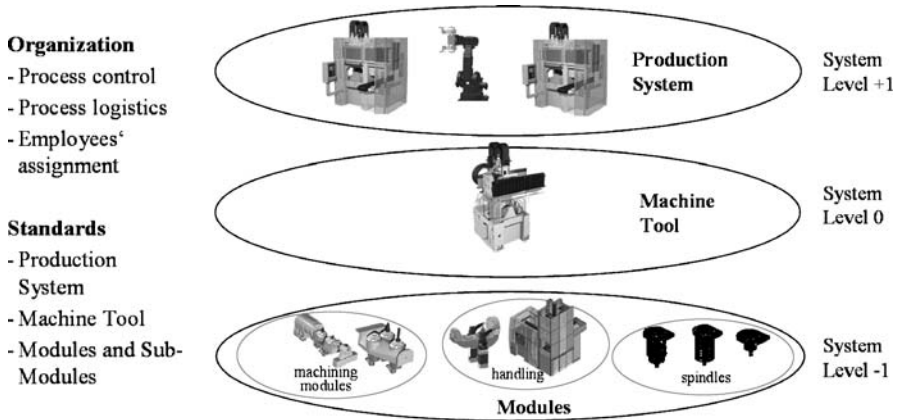 Organization
- Process control
- Process logistics
- Employees‘
assignment
Standards
- Production
System
- Machine Tool
- Modules and Sub-
Modules
Production
System
System
Level +1
Machine
Tool
System
Level 0
machining
modules
handling
spindles
Modules
System
Level -1